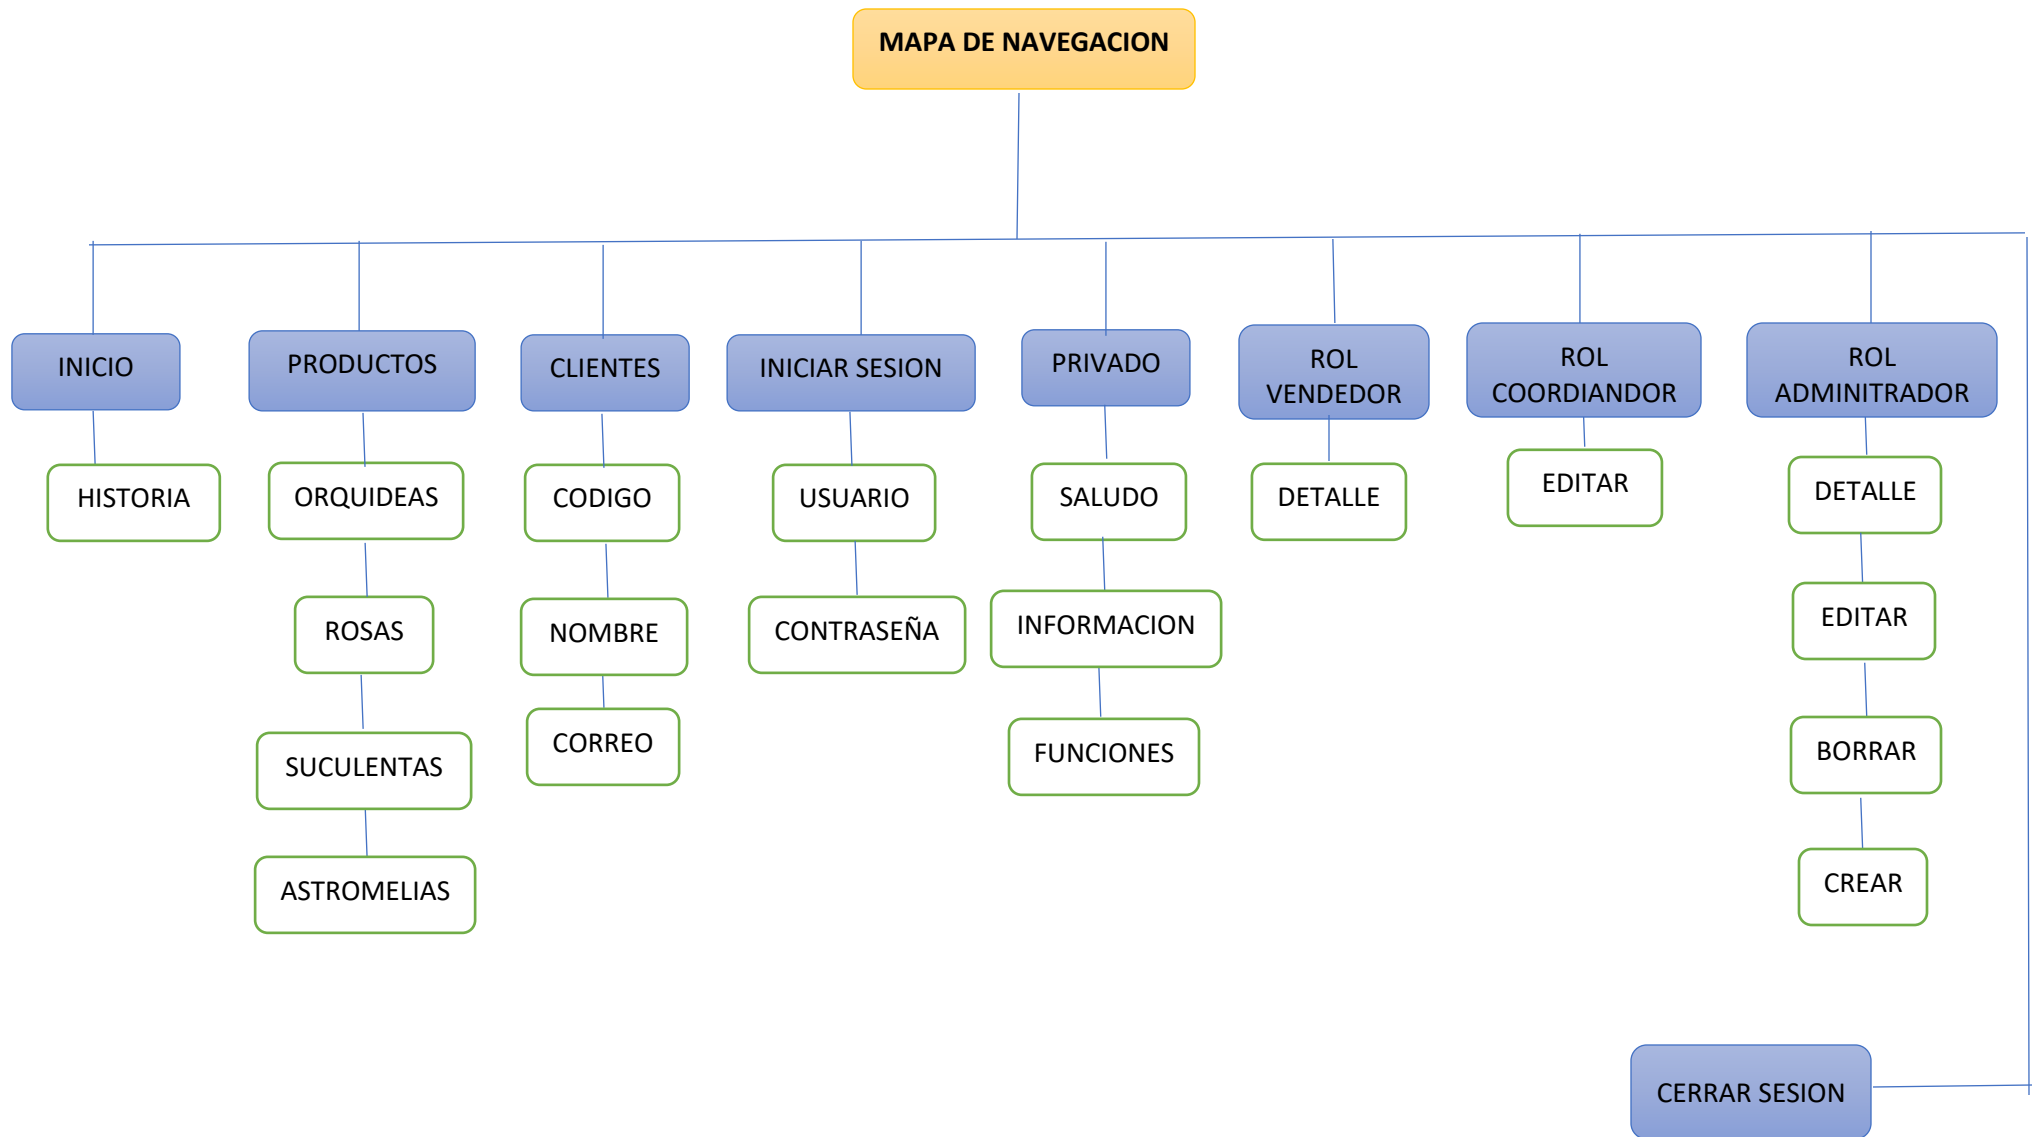 MAPA DE NAVEGACION
INICIO
PRODUCTOS
CLIENTES
INICIAR SESION
PRIVADO
ROL
VENDEDOR
ROL
COORDIANDOR
ROL
ADMINITRADOR
HISTORIA
ORQUIDEAS
CODIGO
USUARIO
SALUDO
DETALLE
EDITAR
DETALLE
ROSAS
NOMBRE
CONTRASEÑA
INFORMACION
EDITAR
SUCULENTAS
CORREO
FUNCIONES
BORRAR
ASTROMELIAS
CREAR
CERRAR SESION